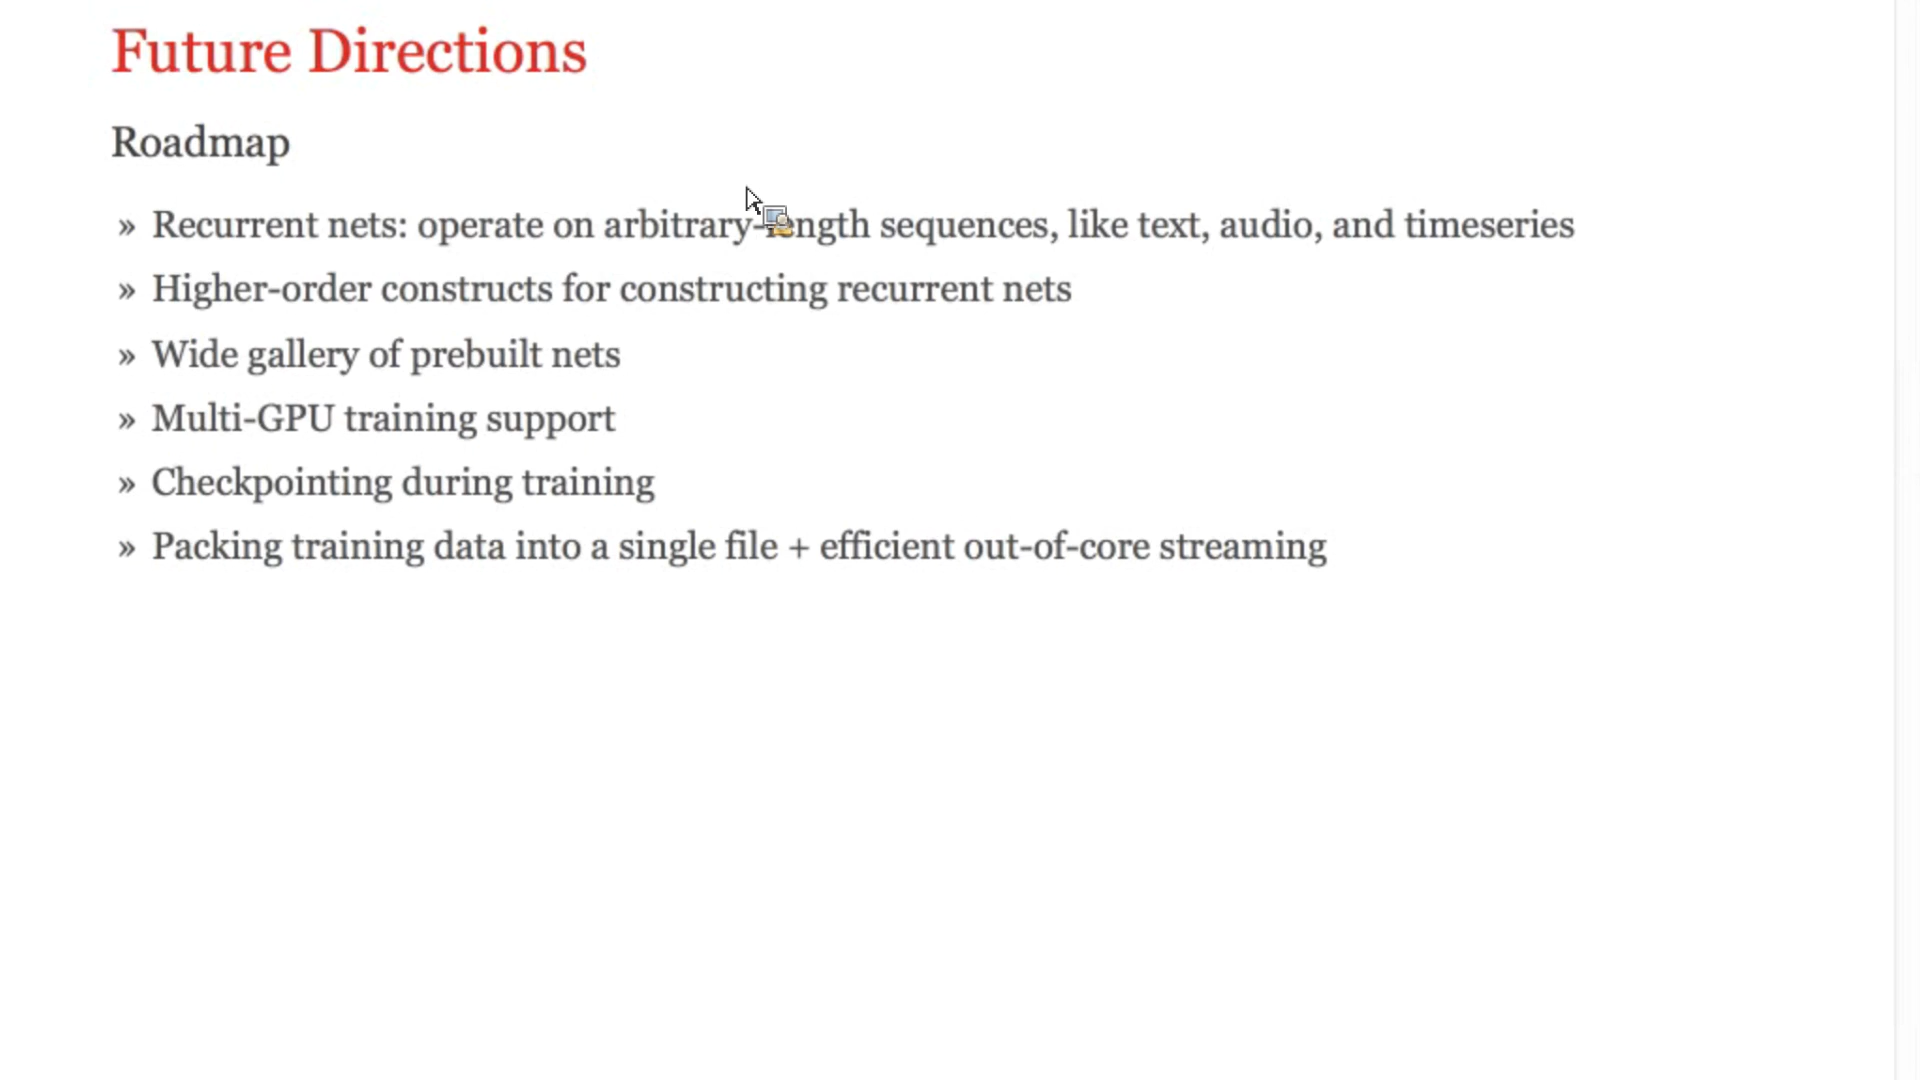 Future Directions
Roadmap
» Recurrent nets: operate on arbitrary-length sequences, like text, audio, and timeseries
» Higher-order constructs for constructing recurrent nets
» Wide gallery of prebuilt nets
» Multi-GPU training support
» Checkpointing during training
» Packing training data into a single file + efficient out-of-core streaming